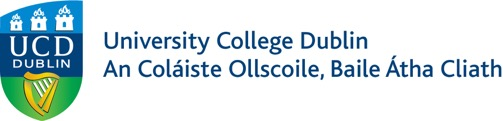 UCD
DUBLIN
University College Dublin
An Coláiste Ollscoile, Baile Átha Cliath